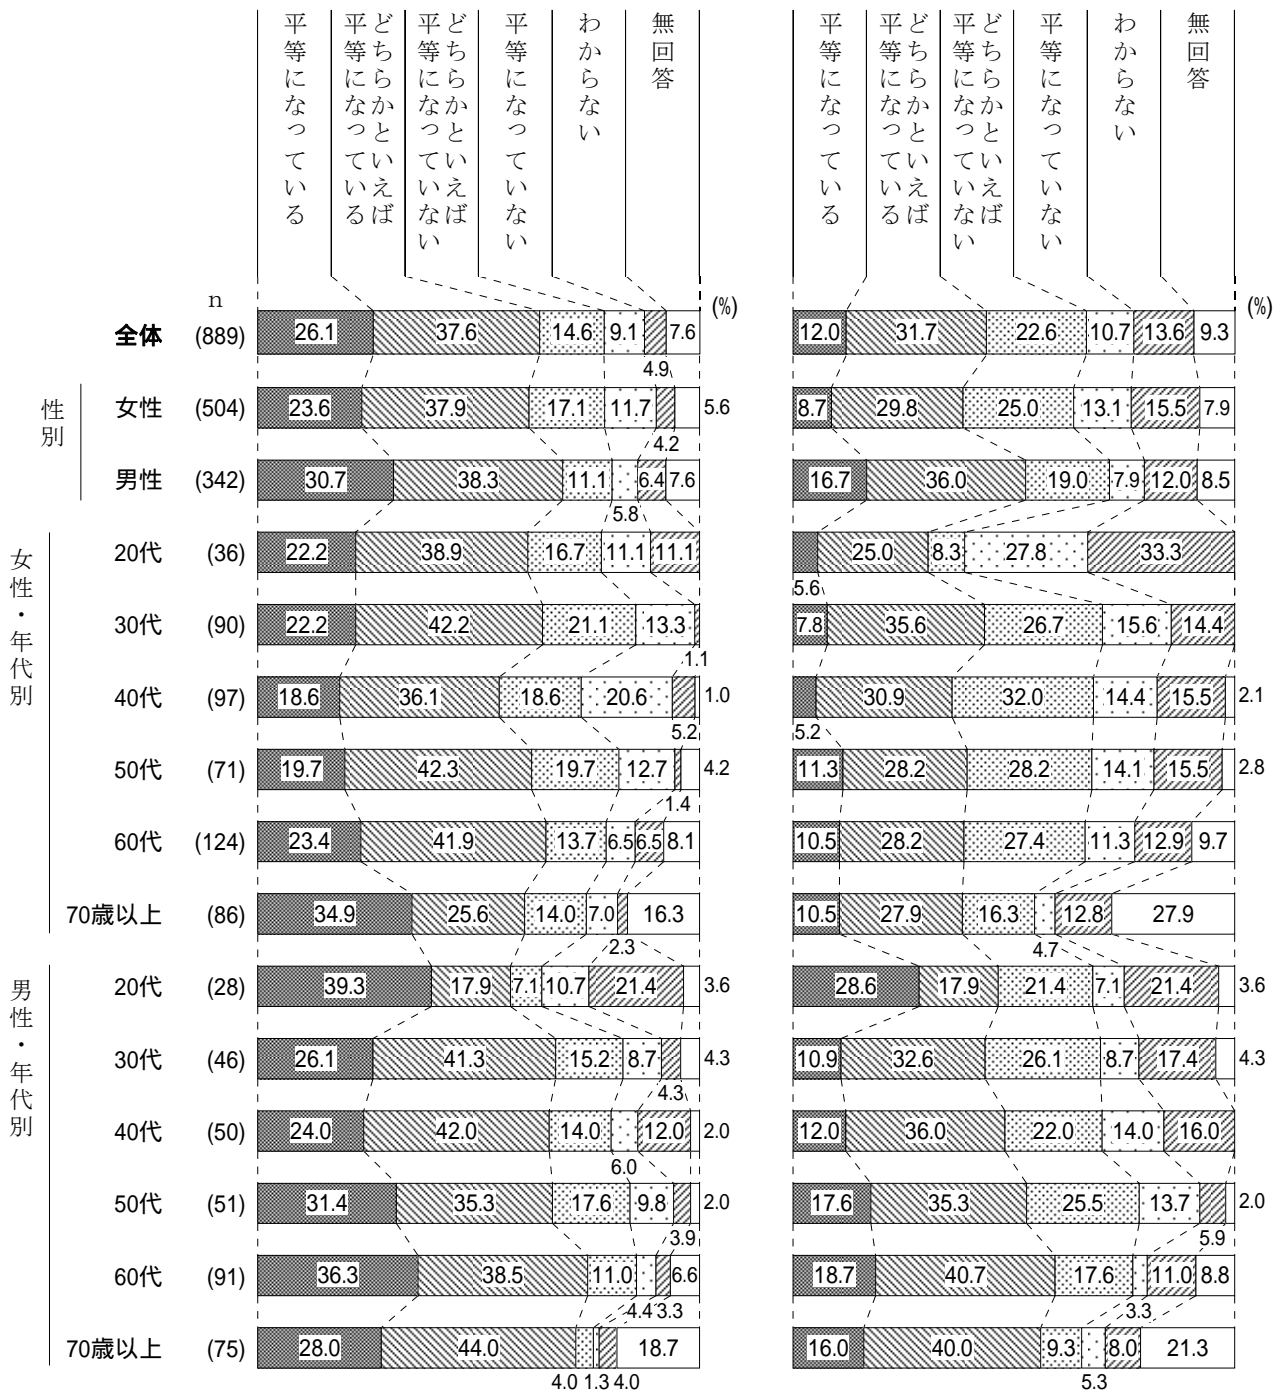 平等になっている
どちらかといえば
平等になっている
どちらかといえば
平等になっていない
平等になっていない
わからない
無回答
平等になっている
どちらかといえば
平等になっている
どちらかといえば
平等になっていない
平等になっていない
わからない
無回答
n
(%)
(%)
全体 (889) 26.1 37.6 14.6 9.1 7.6 12.0 31.7 22.6 10.7 13.6 9.3
4.9
性別
女性 (504) 23.6 37.9 17.1 11.7 5.6 8.7 29.8 25.0 13.1 15.5 7.9
4.2
男性 (342) 30.7 38.3 11.1 6.4 7.6 16.7 36.0 19.0 7.9 12.0 8.5
5.8
女性・年代別
20代 (36) 22.2 38.9 16.7 11.1 11.1 25.0 8.3 27.8 33.3
5.6
30代 (90) 22.2 42.2 21.1 13.3 7.8 35.6 26.7 15.6 14.4
1.1
40代 (97) 18.6 36.1 18.6 20.6 1.0 30.9 32.0 14.4 15.5 2.1
5.2 5.2
50代 (71) 19.7 42.3 19.7 12.7 4.2 11.3 28.2 28.2 14.1 15.5 2.8
1.4
60代 (124) 23.4 41.9 13.7 6.5 6.5 8.1 10.5 28.2 27.4 11.3 12.9 9.7
70歳以上 (86) 34.9 25.6 14.0 7.0 16.3 10.5 27.9 16.3 12.8 27.9
2.3 4.7
男性・年代別
20代 (28) 39.3 17.9 7.1 10.7 21.4 3.6 28.6 17.9 21.4 7.1 21.4 3.6
30代 (46) 26.1 41.3 15.2 8.7 4.3 10.9 32.6 26.1 8.7 17.4 4.3
4.3
40代 (50) 24.0 42.0 14.0 12.0 2.0 12.0 36.0 22.0 14.0 16.0
6.0
50代 (51) 31.4 35.3 17.6 9.8 2.0 17.6 35.3 25.5 13.7 2.0
3.9 5.9
60代 (91) 36.3 38.5 11.0 6.6 18.7 40.7 17.6 11.0 8.8
4.4 3.3 3.3
70歳以上 (75) 28.0 44.0 18.7 16.0 40.0 9.3 8.0 21.3
4.0 1.3 4.0 5.3